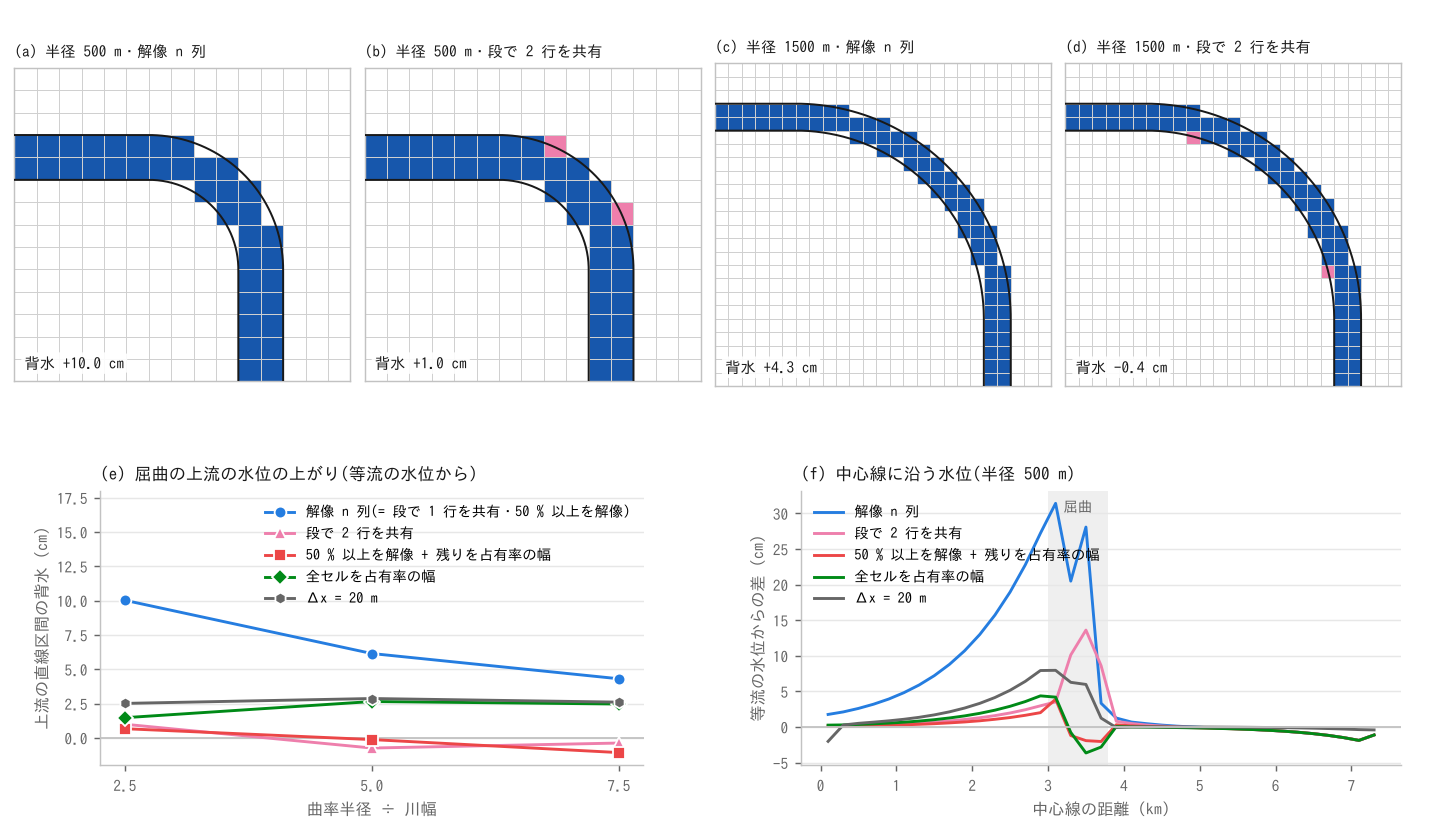 (a) 半径 500 m・解像 n 列
(b) 半径 500 m・段で 2 行を共有
(c) 半径 1500 m・解像 n 列
(d) 半径 1500 m・段で 2 行を共有
背水 +10.0 cm
背水 +1.0 cm
背水 +4.3 cm
背水 -0.4 cm
(e) 屈曲の上流の水位の上がり(等流の水位から)
上流の直線区間の背水 (cm)
17.5
15.0
12.5
10.0
7.5
5.0
2.5
0.0
解像 n 列(= 段で 1 行を共有・50 % 以上を解像)
段で 2 行を共有
50 % 以上を解像 + 残りを占有率の幅
全セルを占有率の幅
Δx = 20 m
2.5
5.0
7.5
曲率半径 ÷ 川幅
(f) 中心線に沿う水位(半径 500 m)
等流の水位からの差 (cm)
30
25
20
15
10
5
0
-5
屈曲
解像 n 列
段で 2 行を共有
50 % 以上を解像 + 残りを占有率の幅
全セルを占有率の幅
Δx = 20 m
0
1
2
3
4
5
6
7
中心線の距離 (km)